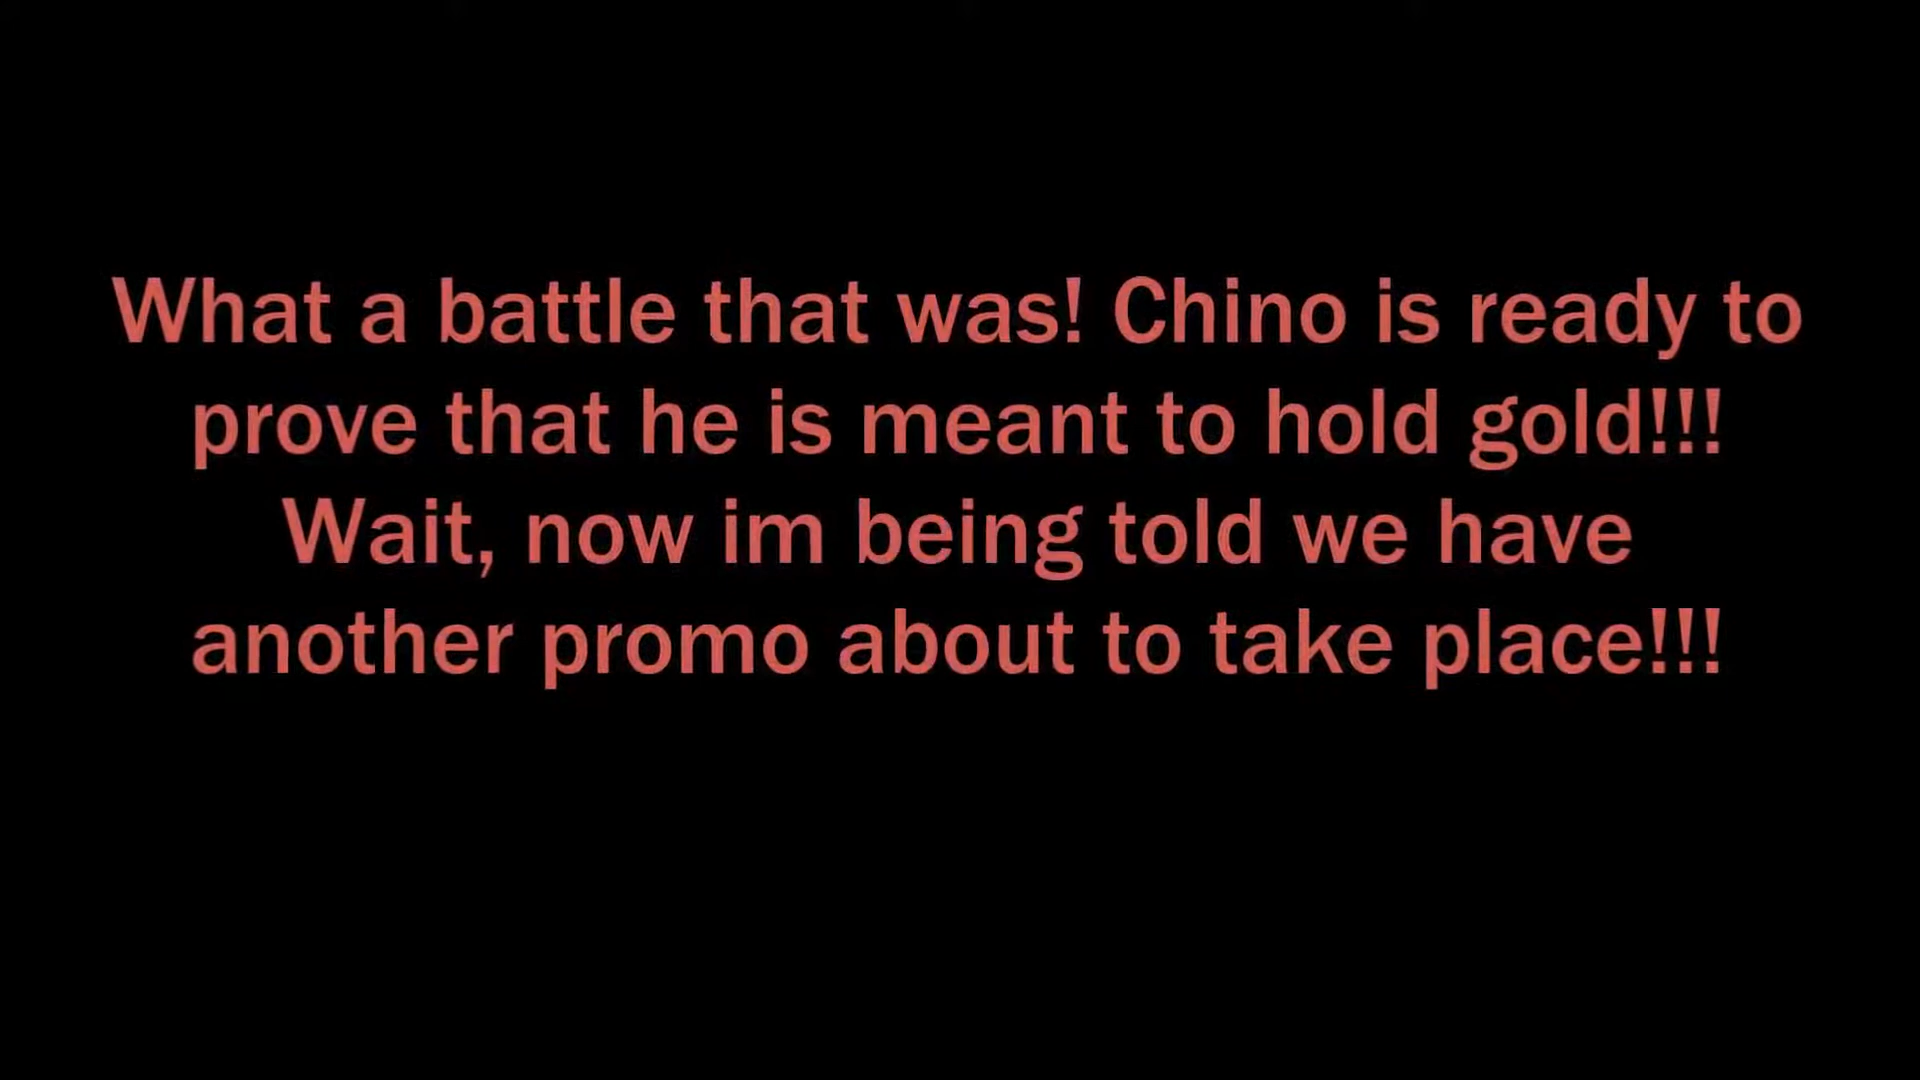 What a battle that was! Chino is ready to
prove that he is meant to hold gold!!!
Wait, now im being told we have
another promo about to take place!!!